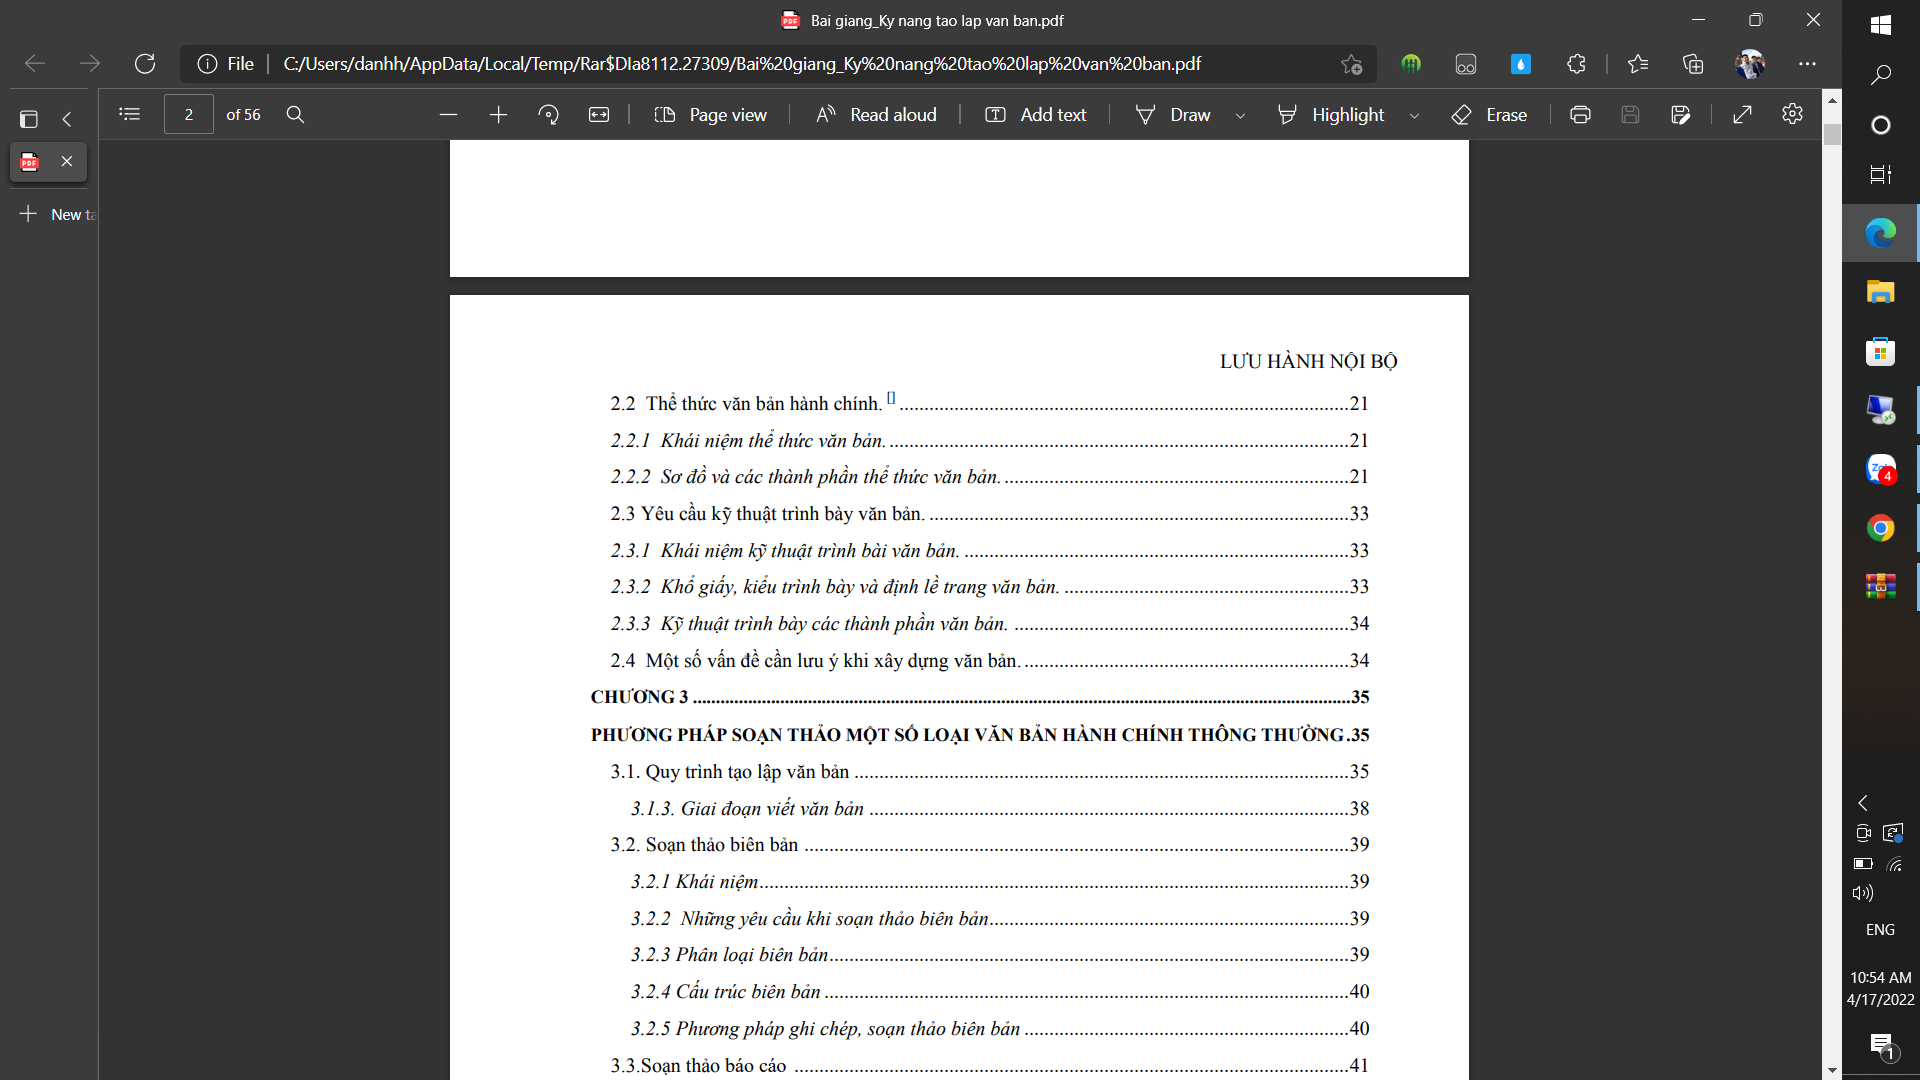 Bai giang_Ky nang tao lap van ban.pdf
File
C:/Users/danhh/AppData/Local/Temp/Rar$DIa8112.27309/Bai%20giang_Ky%20nang%20tao%20lap%20van%20ban.pdf
2 of 56 Page view Read aloud Add text Draw Highlight Erase
New ta
LƯU HÀNH NỘI BỘ
2.2 Thể thức văn bản hành chính. [] ...............21
2.2.1 Khái niệm thể thức văn bản. ...............21
2.2.2 Sơ đồ và các thành phần thể thức văn bản. ...............21
2.3 Yêu cầu kỹ thuật trình bày văn bản. ...............33
2.3.1 Khái niệm kỹ thuật trình bài văn bản. ...............33
2.3.2 Khổ giấy, kiểu trình bày và định lề trang văn bản. ...............33
2.3.3 Kỹ thuật trình bày các thành phần văn bản. ...............34
2.4 Một số vấn đề cần lưu ý khi xây dựng văn bản. ...............34
CHƯƠNG 3 ...............35
PHƯƠNG PHÁP SOẠN THẢO MỘT SỐ LOẠI VĂN BẢN HÀNH CHÍNH THÔNG THƯỜNG.35
3.1. Quy trình tạo lập văn bản ...............35
3.1.3. Giai đoạn viết văn bản ...............38
3.2. Soạn thảo biên bản ...............39
3.2.1 Khái niệm...............39
3.2.2 Những yêu cầu khi soạn thảo biên bản...............39
3.2.3 Phân loại biên bản...............39
3.2.4 Cấu trúc biên bản ...............40
3.2.5 Phương pháp ghi chép, soạn thảo biên bản ...............40
3.3.Soạn thảo báo cáo ...............41
4
ENG
10:54 AM
4/17/2022
1